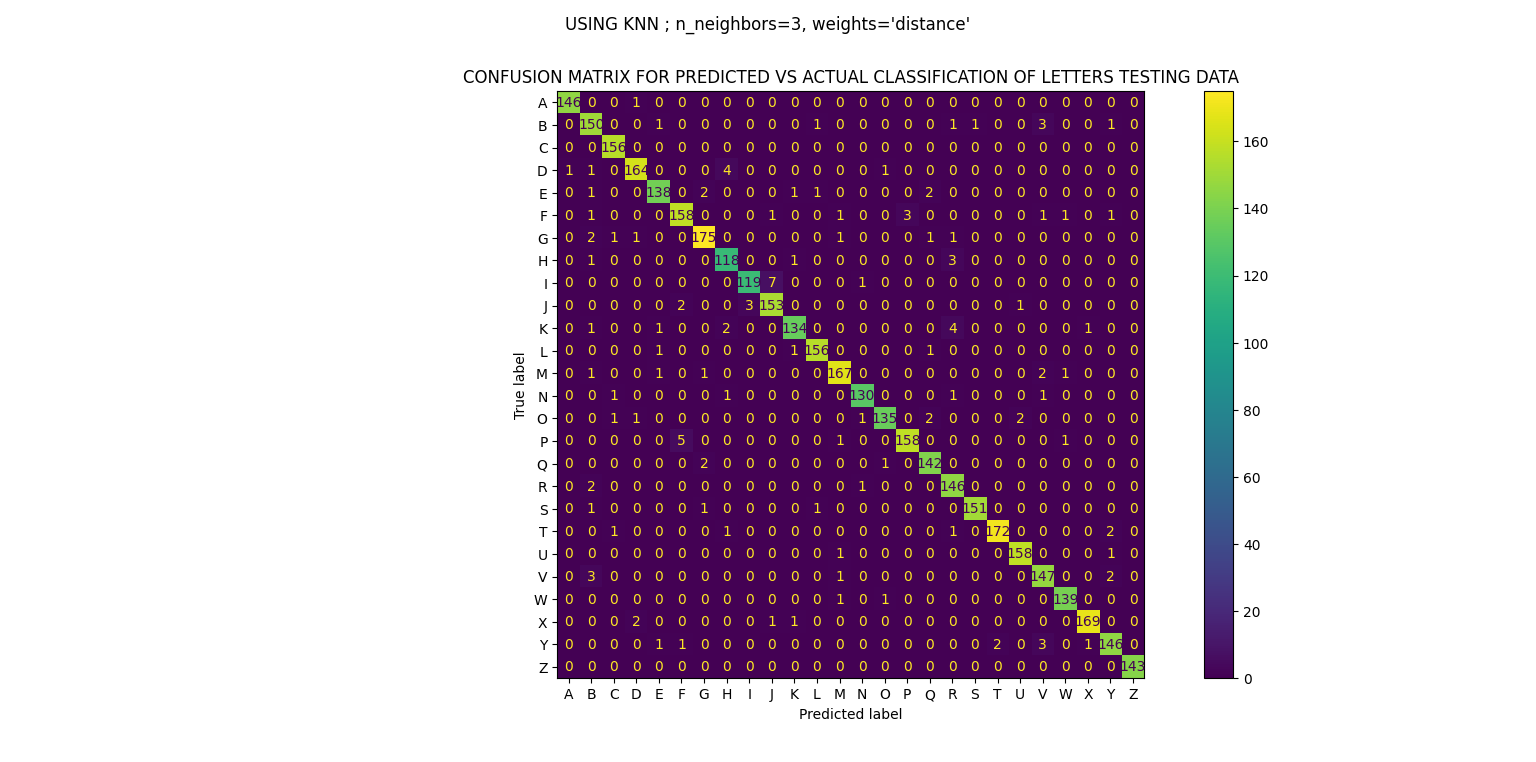 USING KNN ; n_neighbors=3, weights='distance'
CONFUSION MATRIX FOR PREDICTED VS ACTUAL CLASSIFICATION OF LETTERS TESTING DATA
A 146 0 0 1 0 0 0 0 0 0 0 0 0 0 0 0 0 0 0 0 0 0 0 0 0 0
B 0 150 0 0 1 0 0 0 0 0 0 1 0 0 0 0 0 1 1 0 0 3 0 0 1 0
C 0 0 156 0 0 0 0 0 0 0 0 0 0 0 0 0 0 0 0 0 0 0 0 0 0 0
D 1 1 0 164 0 0 0 4 0 0 0 0 0 0 1 0 0 0 0 0 0 0 0 0 0 0
E 0 1 0 0 138 0 2 0 0 0 1 1 0 0 0 0 2 0 0 0 0 0 0 0 0 0
F 0 1 0 0 0 158 0 0 0 1 0 0 1 0 0 3 0 0 0 0 0 1 1 0 1 0
G 0 2 1 1 0 0 175 0 0 0 0 0 1 0 0 0 1 1 0 0 0 0 0 0 0 0
H 0 1 0 0 0 0 0 118 0 0 1 0 0 0 0 0 0 3 0 0 0 0 0 0 0 0
I 0 0 0 0 0 0 0 0 119 7 0 0 0 1 0 0 0 0 0 0 0 0 0 0 0 0
J 0 0 0 0 0 2 0 0 3 153 0 0 0 0 0 0 0 0 0 0 1 0 0 0 0 0
K 0 1 0 0 1 0 0 2 0 0 134 0 0 0 0 0 0 4 0 0 0 0 0 1 0 0
L 0 0 0 0 1 0 0 0 0 0 1 156 0 0 0 0 1 0 0 0 0 0 0 0 0 0
M 0 1 0 0 1 0 1 0 0 0 0 0 167 0 0 0 0 0 0 0 0 2 1 0 0 0
N 0 0 1 0 0 0 0 1 0 0 0 0 0 130 0 0 0 1 0 0 0 1 0 0 0 0
O 0 0 1 1 0 0 0 0 0 0 0 0 0 1 135 0 2 0 0 0 2 0 0 0 0 0
P 0 0 0 0 0 5 0 0 0 0 0 0 1 0 0 158 0 0 0 0 0 0 1 0 0 0
Q 0 0 0 0 0 0 2 0 0 0 0 0 0 0 1 0 142 0 0 0 0 0 0 0 0 0
R 0 2 0 0 0 0 0 0 0 0 0 0 0 1 0 0 0 146 0 0 0 0 0 0 0 0
S 0 1 0 0 0 0 1 0 0 0 0 1 0 0 0 0 0 0 151 0 0 0 0 0 0 0
T 0 0 1 0 0 0 0 1 0 0 0 0 0 0 0 0 0 1 0 172 0 0 0 0 2 0
U 0 0 0 0 0 0 0 0 0 0 0 0 1 0 0 0 0 0 0 0 158 0 0 0 1 0
V 0 3 0 0 0 0 0 0 0 0 0 0 1 0 0 0 0 0 0 0 0 147 0 0 2 0
W 0 0 0 0 0 0 0 0 0 0 0 0 1 0 1 0 0 0 0 0 0 0 139 0 0 0
X 0 0 0 2 0 0 0 0 0 1 1 0 0 0 0 0 0 0 0 0 0 0 0 169 0 0
Y 0 0 0 0 1 1 0 0 0 0 0 0 0 0 0 0 0 0 0 2 0 3 0 1 146 0
Z 0 0 0 0 0 0 0 0 0 0 0 0 0 0 0 0 0 0 0 0 0 0 0 0 0 143
A B C D E F G H I J K L M N O P Q R S T U V W X Y Z
Predicted label
True label
160
140
120
100
80
60
40
20
0